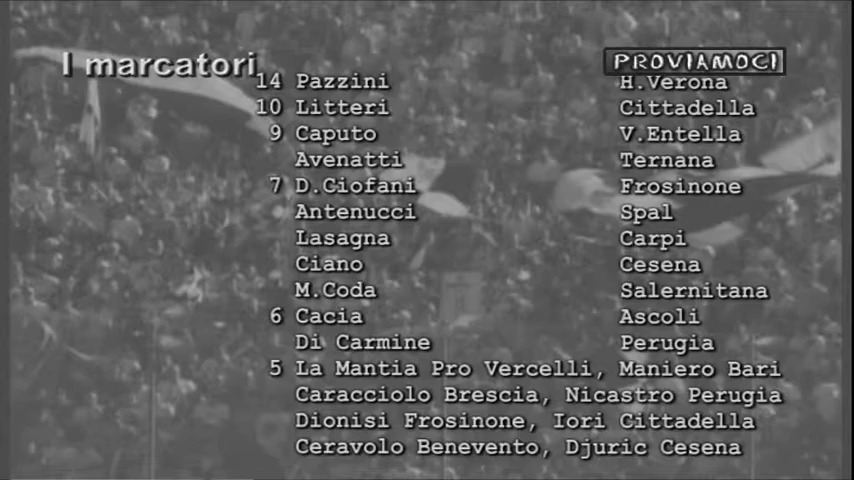 I marcatori
PROVIAMOCI
14 Pazzini H.Verona
10 Litteri Cittadella
9 Caputo V.Entella
Avenatti Ternana
7 D.Ciofani Frosinone
Antenucci Spal
Lasagna Carpi
Ciano Cesena
M.Coda Salernitana
6 Cacia Ascoli
Di Carmine Perugia
5 La Mantia Pro Vercelli, Maniero Bari
Caracciolo Brescia, Nicastro Perugia
Dionisi Frosinone, Iori Cittadella
Ceravolo Benevento, Djuric Cesena